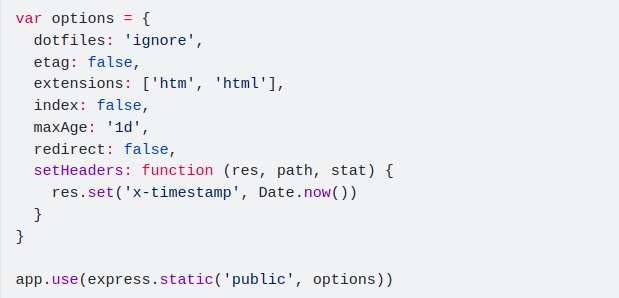 var options = {
  dotfiles: 'ignore',
  etag: false,
  extensions: ['htm', 'html'],
  index: false,
  maxAge: '1d',
  redirect: false,
  setHeaders: function (res, path, stat) {
    res.set('x-timestamp', Date.now())
  }
}

app.use(express.static('public', options))